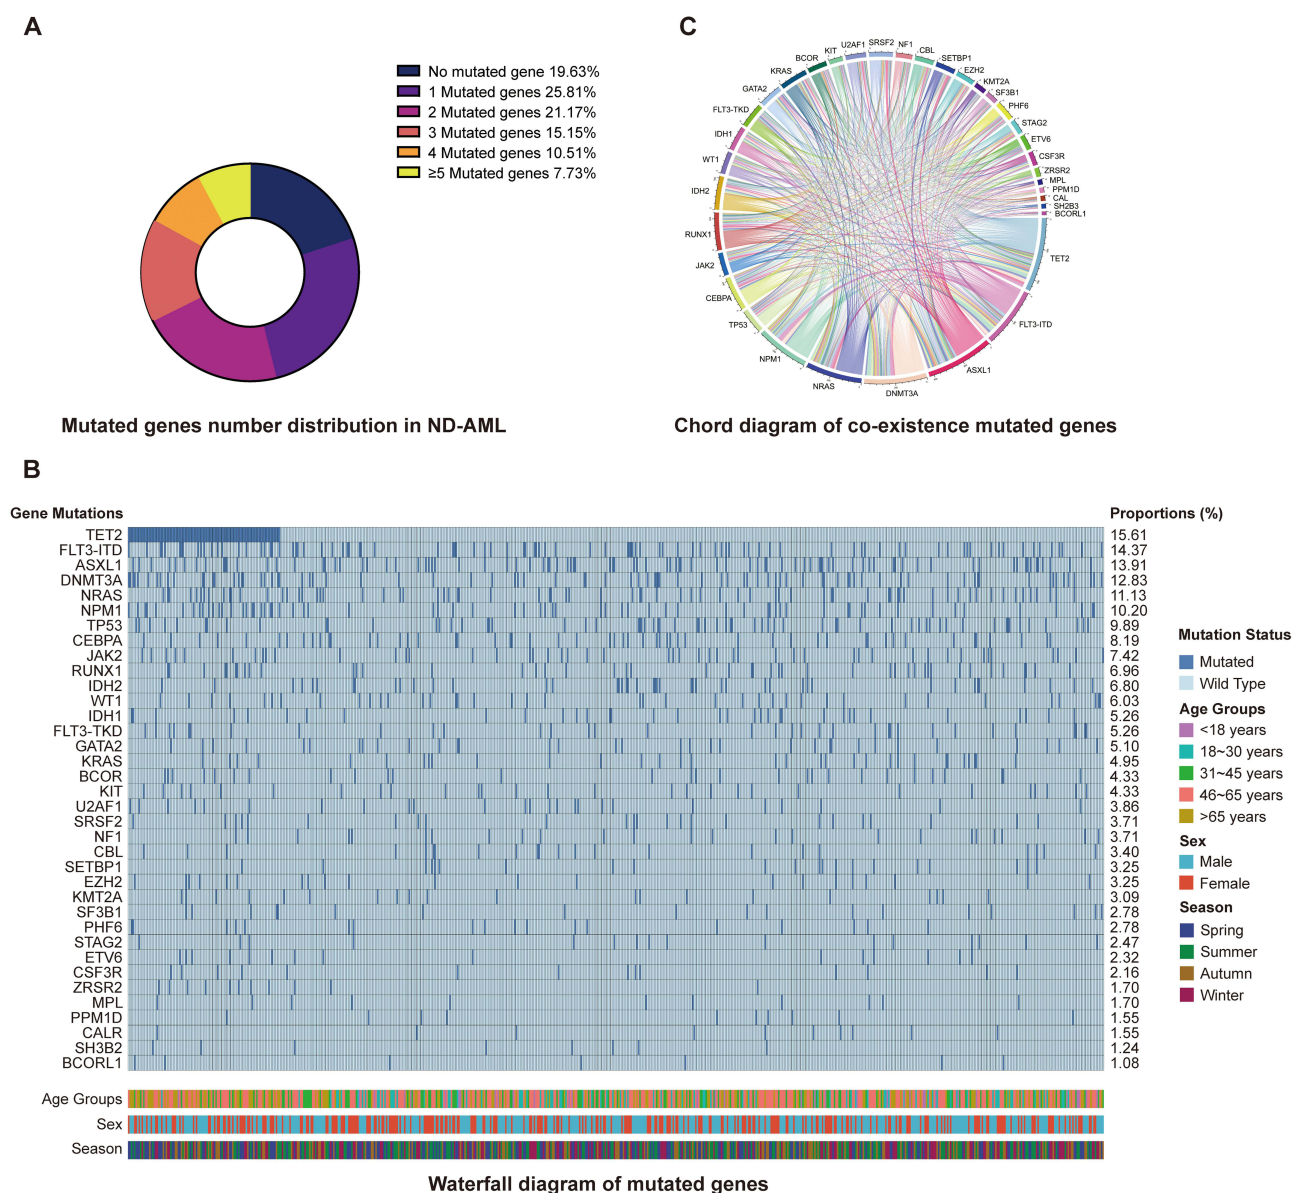 A
No mutated gene 19.63%
1 Mutated genes 25.81%
2 Mutated genes 21.17%
3 Mutated genes 15.15%
4 Mutated genes 10.51%
≥5 Mutated genes 7.73%
Mutated genes number distribution in ND-AML
C
U2AF1
SRSF2
NF1
CBL
SETBP1
EZH2
KMT2A
SF3B1
PHF6
STAG2
ETV6
CSF3R
ZRSR2
MPL
PPM1D
CAL
SH2B3
BCORL1
TET2
FLT3-ITD
ASXL1
DNMT3A
NRAS
NPM1
TP53
CEBPA
JAK2
RUNX1
IDH2
WT1
IDH1
FLT3-TKD
GATA2
KRAS
BCOR
KIT
Chord diagram of co-existence mutated genes
B
Gene Mutations Proportions (%)
TET2 15.61
FLT3-ITD 14.37
ASXL1 13.91
DNMT3A 12.83
NRAS 11.13
NPM1 10.20
TP53 9.89
CEBPA 8.19
JAK2 7.42
RUNX1 6.96
IDH2 6.80
WT1 6.03
IDH1 5.26
FLT3-TKD 5.26
GATA2 5.10
KRAS 4.95
BCOR 4.33
KIT 4.33
U2AF1 3.86
SRSF2 3.71
NF1 3.71
CBL 3.40
SETBP1 3.25
EZH2 3.25
KMT2A 3.09
SF3B1 2.78
PHF6 2.78
STAG2 2.47
ETV6 2.32
CSF3R 2.16
ZRSR2 1.70
MPL 1.70
PPM1D 1.55
CALR 1.55
SH3B2 1.24
BCORL1 1.08
Age Groups
Sex
Season
Mutation Status
Mutated
Wild Type
Age Groups
<18 years
18~30 years
31~45 years
46~65 years
>65 years
Sex
Male
Female
Season
Spring
Summer
Autumn
Winter
Waterfall diagram of mutated genes